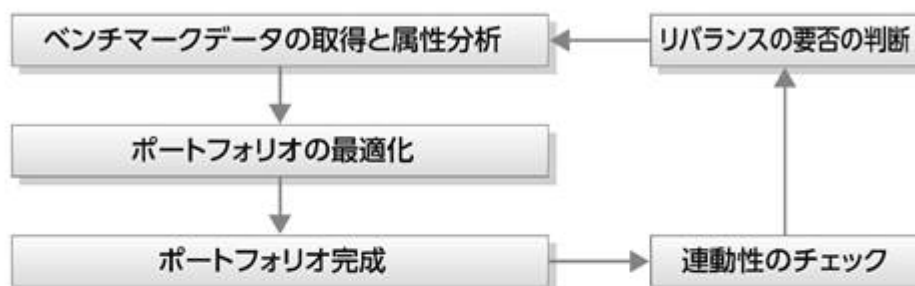 ベンチマークデータの取得と属性分析
リバランスの要否の判断
ポートフォリオの最適化
ポートフォリオ完成
連動性のチェック